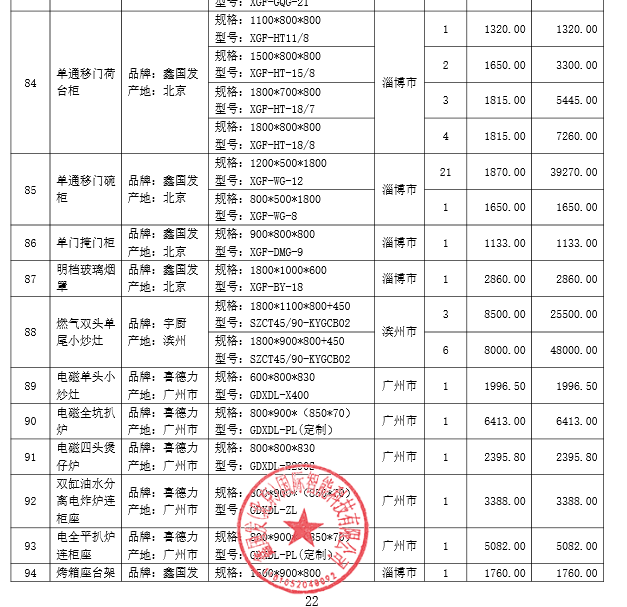 型号: XGF-GQG-21
84
单通移门荷
台柜
品牌: 鑫国发
产地: 北京
规格: 1100*800*800
型号: XGF-HT11/8
规格: 1500*800*800
型号: XGF-HT-15/8
规格: 1800*700*800
型号: XGF-HT-18/7
规格: 1800*800*800
型号: XGF-HT-18/8
淄博市
1 1320.00 1320.00
2 1650.00 3300.00
3 1815.00 5445.00
4 1815.00 7260.00
85
单通移门碗
柜
品牌: 鑫国发
产地: 北京
规格: 1200*500*1800
型号: XGF-WG-12
规格: 800*500*1800
型号: XGF-WG-8
淄博市
21 1870.00 39270.00
1 1650.00 1650.00
86
单门掩门柜
品牌: 鑫国发
产地: 北京
规格: 900*800*800
型号: XGF-DMG-9
淄博市
1 1133.00 1133.00
87
明档玻璃烟
罩
品牌: 鑫国发
产地: 北京
规格: 1800*1000*600
型号: XGF-BY-18
淄博市
1 2860.00 2860.00
88
燃气双头单
尾小炒灶
品牌: 宇厨
产地: 滨州
规格: 1800*1100*800+450
型号: SZCT45/90-KYGCB02
规格: 1800*900*800+450
型号: SZCT45/90-KYGCB02
滨州市
3 8500.00 25500.00
6 8000.00 48000.00
89
电磁单头小
炒灶
品牌: 喜德力
产地: 广州市
规格: 600*800*830
型号: GDXDL-X400
广州市
1 1996.50 1996.50
90
电磁全坑扒
炉
品牌: 喜德力
产地: 广州市
规格: 800*900*（850*70）
型号: GDXDL-PL(定制)
广州市
1 6413.00 6413.00
91
电磁四头煲
仔炉
品牌: 喜德力
产地: 广州市
规格: 800*800*830
型号:
广州市
1 2395.80 2395.80
92
双缸油水分
离电炸炉连
柜座
品牌: 喜德力
产地: 广州市
规格: 800*900*（850*70）
型号: GDXDL-ZL
广州市
1 3388.00 3388.00
93
电全平扒炉
连柜座
品牌: 喜德力
产地: 广州市
规格: 800*900*（850*70）
型号: GDXDL-PL(定制)
广州市
1 5082.00 5082.00
94
烤箱座台架
品牌: 鑫国发
规格: 1500*900*800
淄博市
1 1760.00 1760.00
22